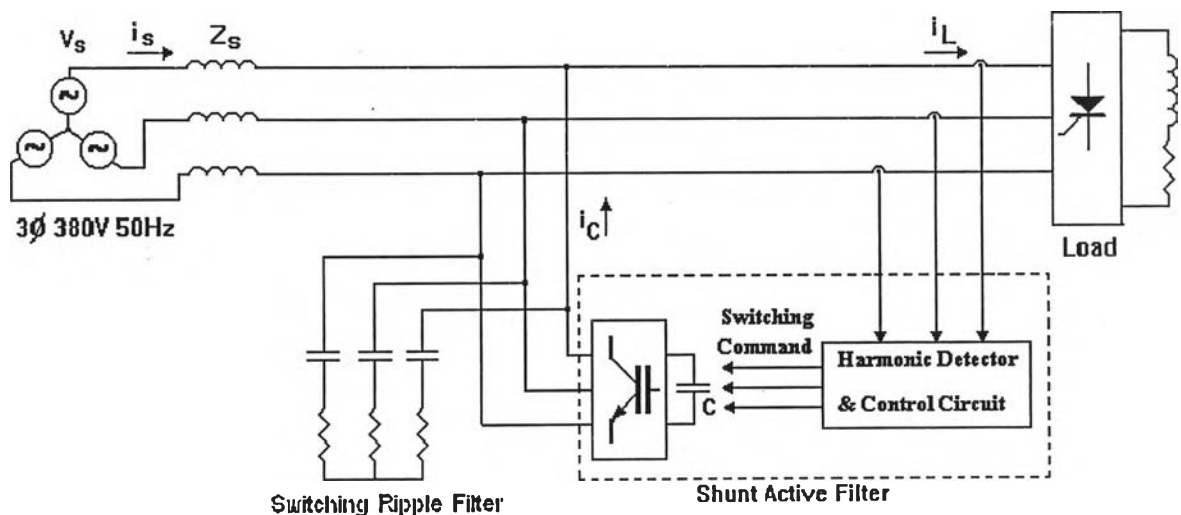 Vs
is
Zs
iL
3Ø 380V 50Hz
iC
Load
Switching
Command
Harmonic Detector
& Control Circuit
C
Switching Ripple Filter
Shunt Active Filter